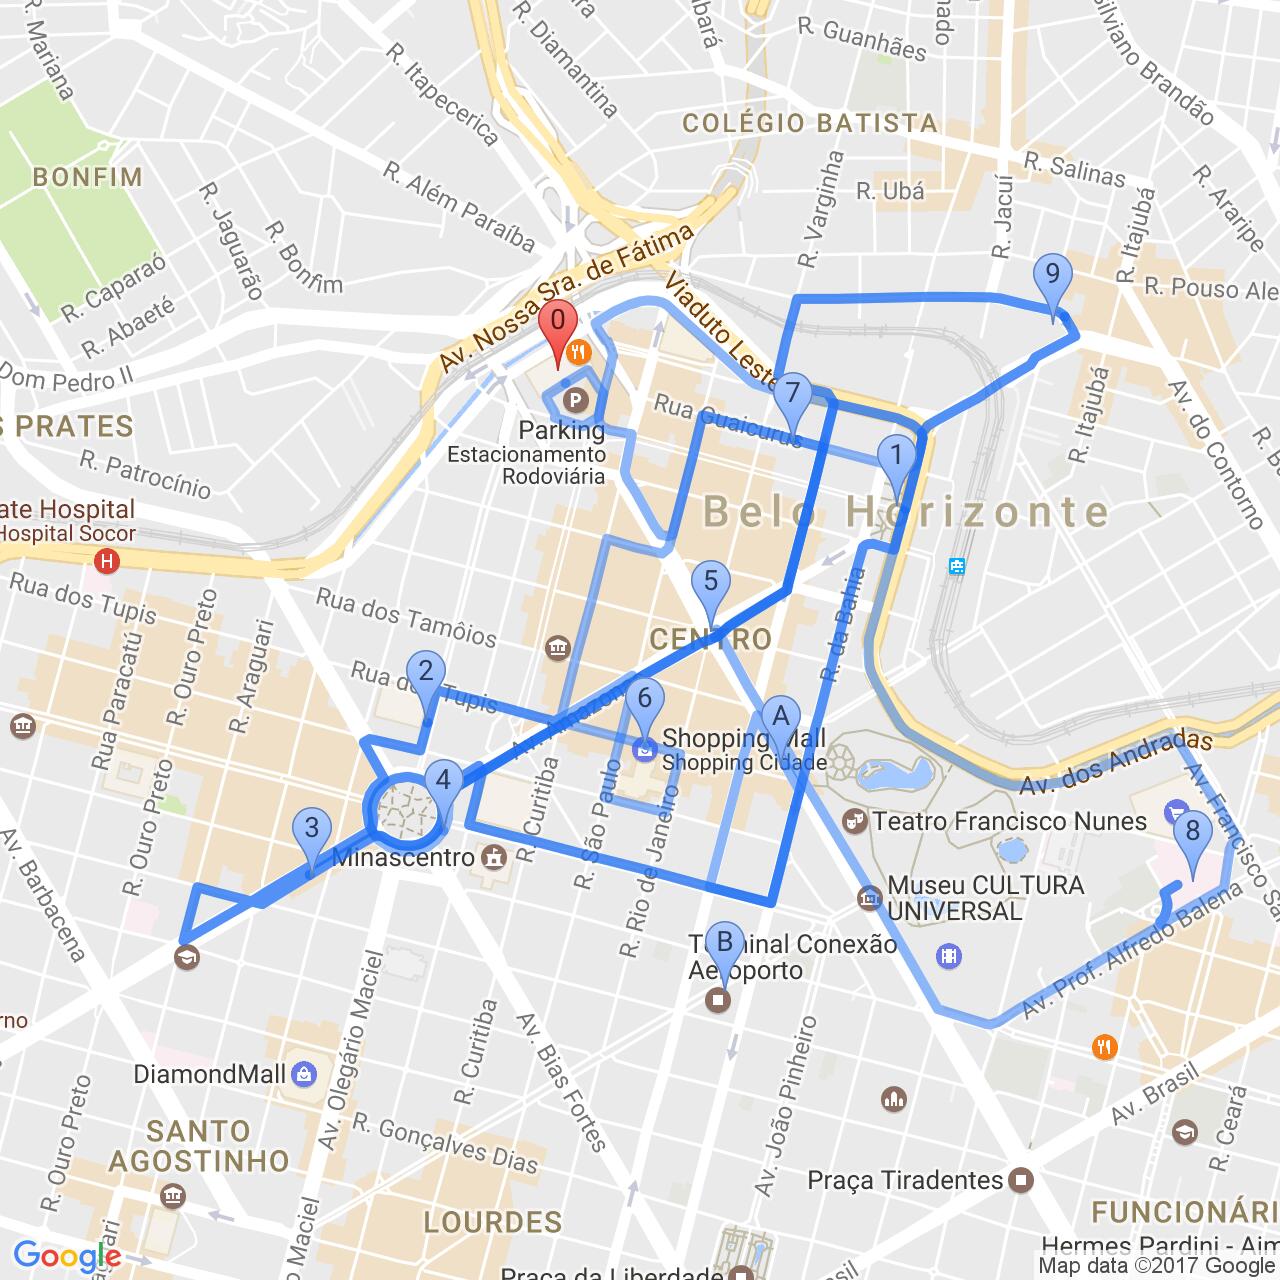 R. Mariana
R. Diamantina
R. Itapecerica
R. Guanhães
Silviano Brandão
COLÉGIO BATISTA
R. Salinas
BONFIM
R. Além Paraíba
R. Ubá
R. Varginha
R. Jacuí
R. Itajubá
R. Araripe
R. Jaguarão
R. Bonfim
R. Caparaó
R. Abaeté
Av. Nossa Sra. de Fátima
Viaduto Leste
R. Pouso Ale
9
0
Dom Pedro II
P
Parking
Estacionamento
Rodoviária
7
Rua Guaicurus
R. Itajubá
Av. do Contorno
S PRATES
R. Patrocínio
1
Belo Horizonte
ate Hospital
Hospital Socor
H
Rua dos Tupis
R. Ouro Preto
Rua Paracatú
R. Araguari
Rua dos Tamôios
5
CENTRO
R. da Bahia
2
Rua dos Tupis
Av. Amazonas
6
A
Shopping Mall
Shopping Cidade
Av. dos Andradas
4
3
R. Ouro Preto
Av. Barbacena
Minascentro
R. Curitiba
R. São Paulo
R. Rio de Janeiro
Teatro Francisco Nunes
Av. Francisco Sa
8
Museu CULTURA
UNIVERSAL
Av. Prof. Alfredo Balena
B
Terminal Conexão
Aeroporto
rno
DiamondMall
Av. Olegário Maciel
R. Curitiba
Av. Bias Fortes
Av. João Pinheiro
Av. Brasil
R. Ceará
R. Ouro Preto
SANTO
AGOSTINHO
R. Gonçalves Dias
Praça Tiradentes
LOURDES
FUNCIONÁRI
Hermes Pardini - Aim
Google
Praça da Liberdade
Map data ©2017 Google